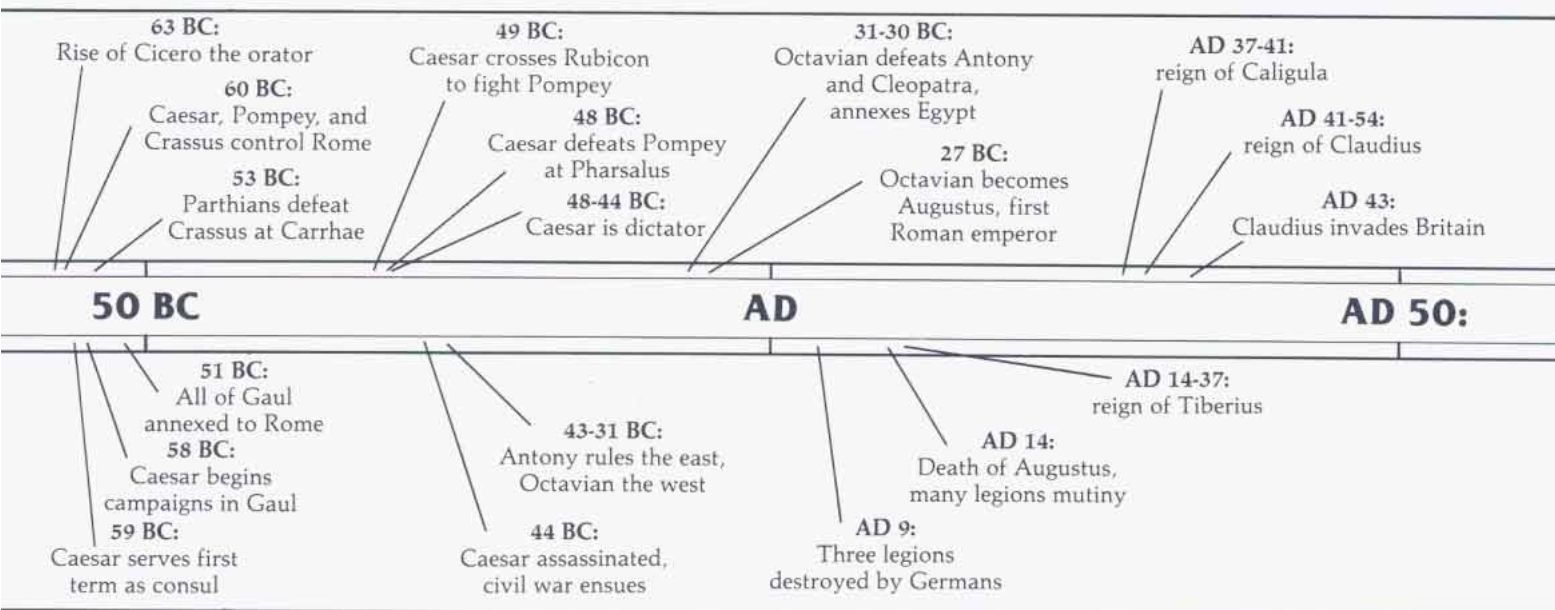 63 BC:
Rise of Cicero the orator
60 BC:
Caesar, Pompey, and
Crassus control Rome
53 BC:
Parthians defeat
Crassus at Carrhae
49 BC:
Caesar crosses Rubicon
to fight Pompey
48 BC:
Caesar defeats Pompey
at Pharsalus
48-44 BC:
Caesar is dictator
31-30 BC:
Octavian defeats Antony
and Cleopatra,
annexes Egypt
27 BC:
Octavian becomes
Augustus, first
Roman emperor
AD 37-41:
reign of Caligula
AD 41-54:
reign of Claudius
AD 43:
Claudius invades Britain
50 BC
AD
AD 50:
51 BC:
All of Gaul
annexed to Rome
58 BC:
Caesar begins
campaigns in Gaul
59 BC:
Caesar serves first
term as consul
43-31 BC:
Antony rules the east,
Octavian the west
44 BC:
Caesar assassinated,
civil war ensues
AD 14-37:
reign of Tiberius
AD 14:
Death of Augustus,
many legions mutiny
AD 9:
Three legions
destroyed by Germans